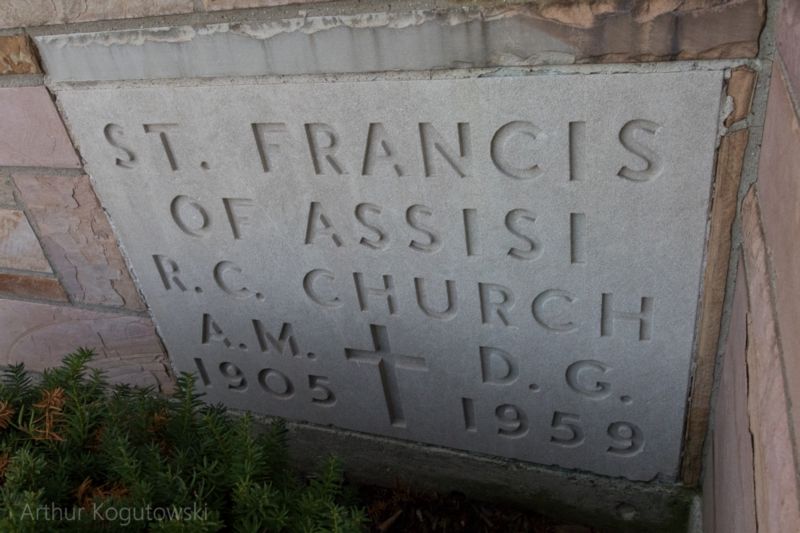 ST. FRANCIS
OF ASSISI
R.C. CHURCH
A.M. D.G.
1905 1959
Arthur Kogutowski